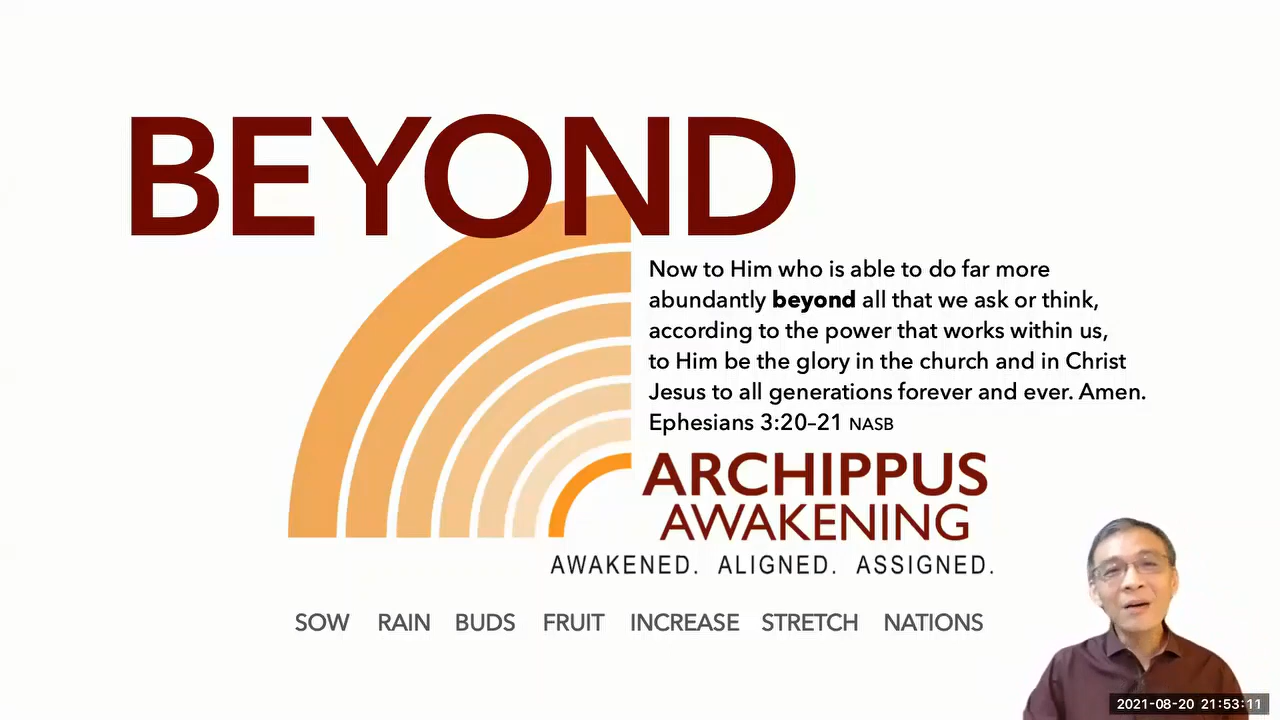 BEYOND
Now to Him who is able to do far more
abundantly beyond all that we ask or think,
according to the power that works within us,
to Him be the glory in the church and in Christ
Jesus to all generations forever and ever. Amen.
Ephesians 3:20–21 NASB
ARCHIPPUS
AWAKENING
AWAKENED. ALIGNED. ASSIGNED.
SOW RAIN BUDS FRUIT INCREASE STRETCH NATIONS
2021-08-20 21:53:11